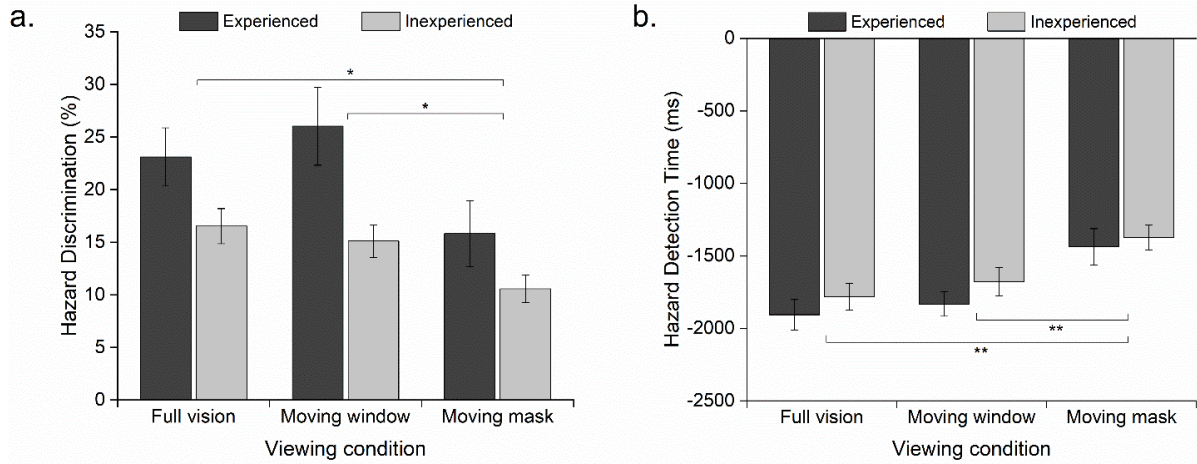 a.
Experienced Inexperienced
35
30
25
20
15
10
5
0
Hazard Discrimination (%)
*
*
Full vision Moving window Moving mask
Viewing condition
b.
Experienced Inexperienced
0
-500
-1000
-1500
-2000
-2500
Hazard Detection Time (ms)
**
**
Full vision Moving window Moving mask
Viewing condition